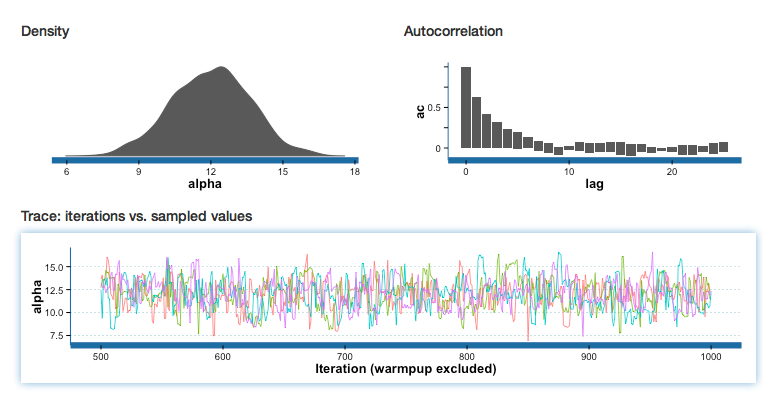 Density
Autocorrelation
ac
0.5
0
6 9 12 15 18
0 10 20
alpha
lag
Trace: iterations vs. sampled values
alpha
15.0
12.5
10.0
7.5
500 600 700 800 900 1000
Iteration (warmpup excluded)